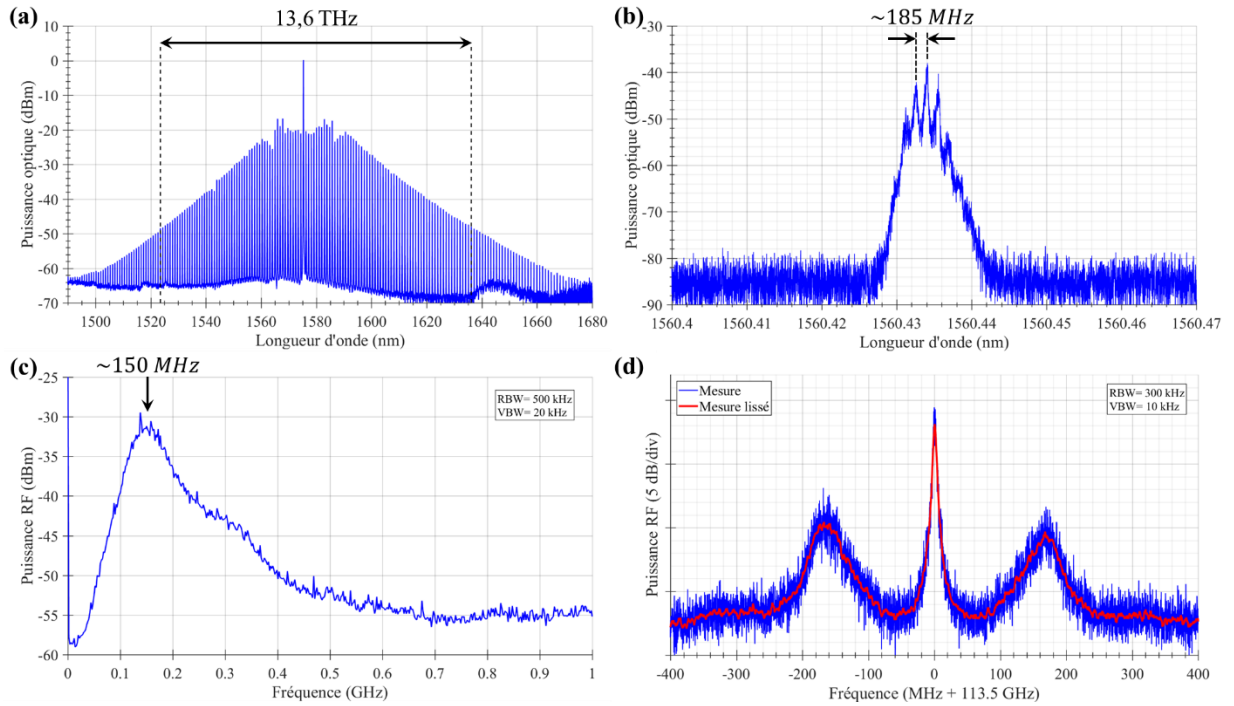 (a)
13,6 THz
10
0
-10
-20
-30
-40
-50
-60
-70
Puissance optique (dBm)
1500 1520 1540 1560 1580 1600 1620 1640 1660 1680
Longueur d'onde (nm)
(b)
~185 MHz
-30
-40
-50
-60
-70
-80
-90
Puissance optique (dBm)
1560.4 1560.41 1560.42 1560.43 1560.44 1560.45 1560.46 1560.47
Longueur d'onde (nm)
(c)
~150 MHz
-25
-30
-35
-40
-45
-50
-55
-60
Puissance RF (dBm)
RBW= 500 kHz
VBW= 20 kHz
0 0.1 0.2 0.3 0.4 0.5 0.6 0.7 0.8 0.9 1
Fréquence (GHz)
(d)
Mesure
Mesure lissé
RBW= 300 kHz
VBW= 10 kHz
Puissance RF (5 dB/div)
-400 -300 -200 -100 0 100 200 300 400
Fréquence (MHz + 113.5 GHz)